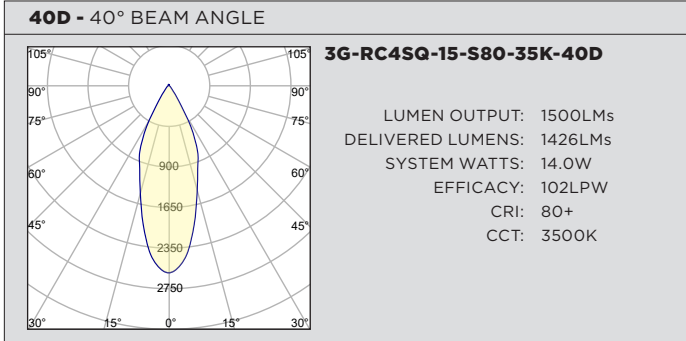 40D - 40° BEAM ANGLE
3G-RC4SQ-15-S80-35K-40D
LUMEN OUTPUT: 1500LMs
DELIVERED LUMENS: 1426LMs
SYSTEM WATTS: 14.0W
EFFICACY: 102LPW
CRI: 80+
CCT: 3500K
105° 105°
90° 90°
75° 75°
60° 900 60°
1650
45° 45°
2350
2750
30° 15° 0° 15° 30°